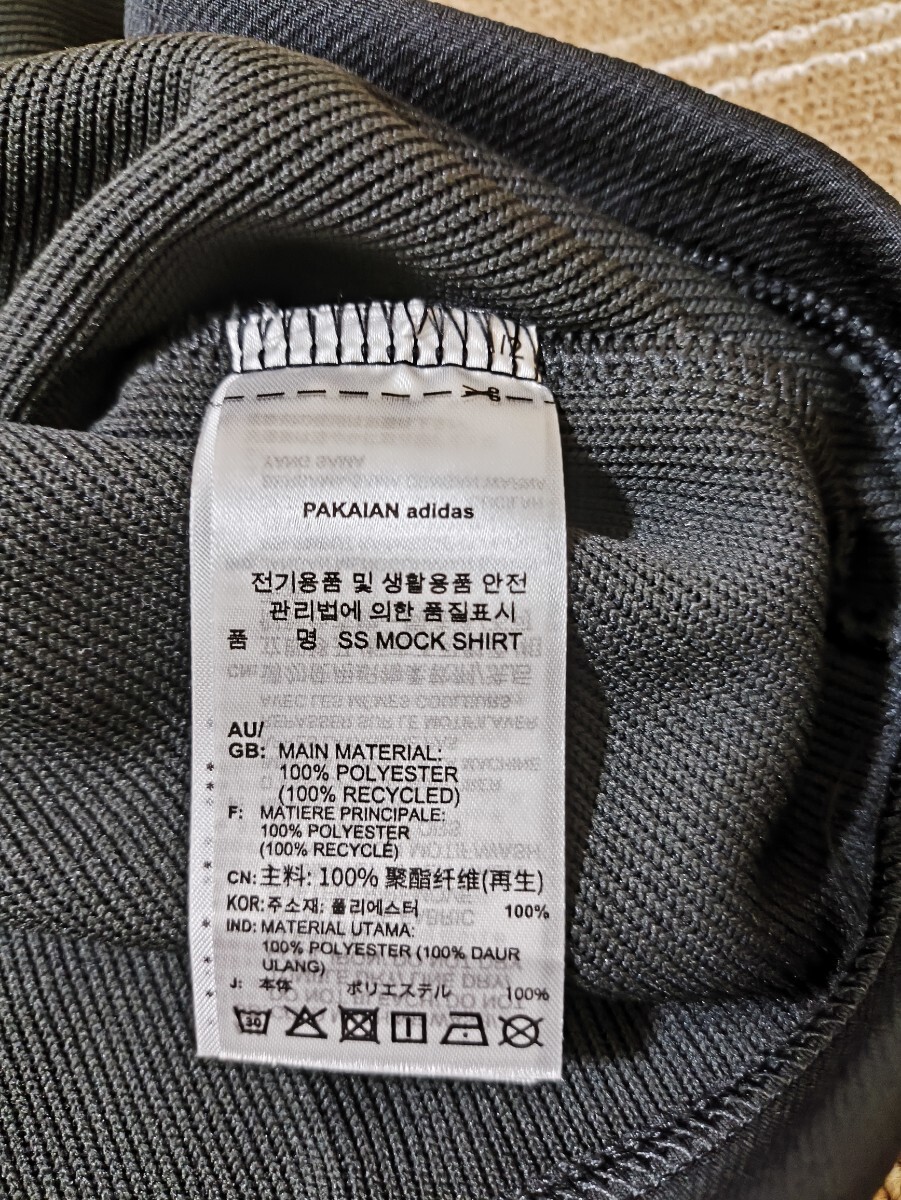 1/2
PAKAIAN adidas
전기용품 및 생활용품 안전
관리법에 의한 품질표시
품 명 SS MOCK SHIRT
AU/
GB: MAIN MATERIAL:
100% POLYESTER
(100% RECYCLED)
F: MATIERE PRINCIPALE:
100% POLYESTER
(100% RECYCLÉ)
CN: 主料: 100% 聚酯纤维(再生)
KOR: 주소재: 폴리에스터 100%
IND: MATERIAL UTAMA:
100% POLYESTER (100% DAUR
ULANG)
J: 本体 ポリエステル 100%
30